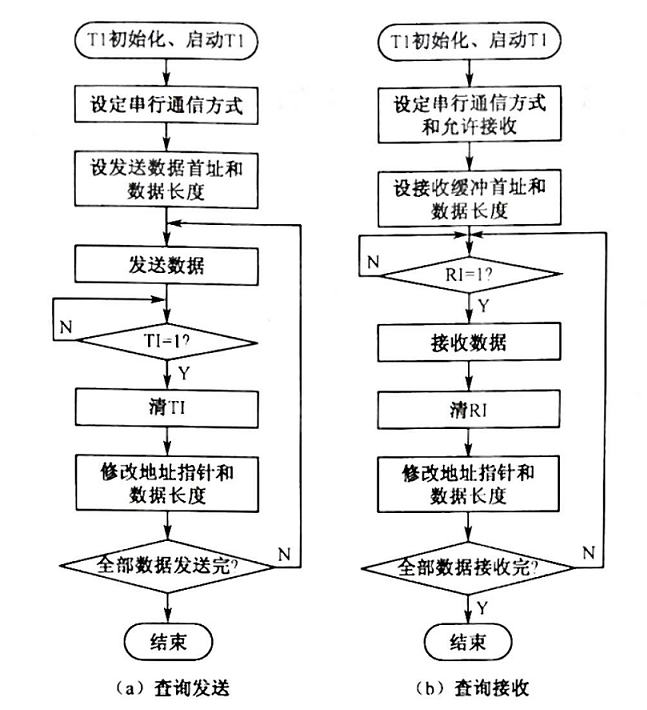 T1初始化、启动T1
设定串行通信方式
设发送数据首址和
数据长度
发送数据
N
TI=1?
Y
清TI
修改地址指针和
数据长度
全部数据发送完?
N
结束
(a) 查询发送
T1初始化、启动T1
设定串行通信方式
和允许接收
设接收缓冲首址和
数据长度
N
RI=1?
Y
接收数据
清RI
修改地址指针和
数据长度
全部数据接收完?
N
Y
结束
(b) 查询接收